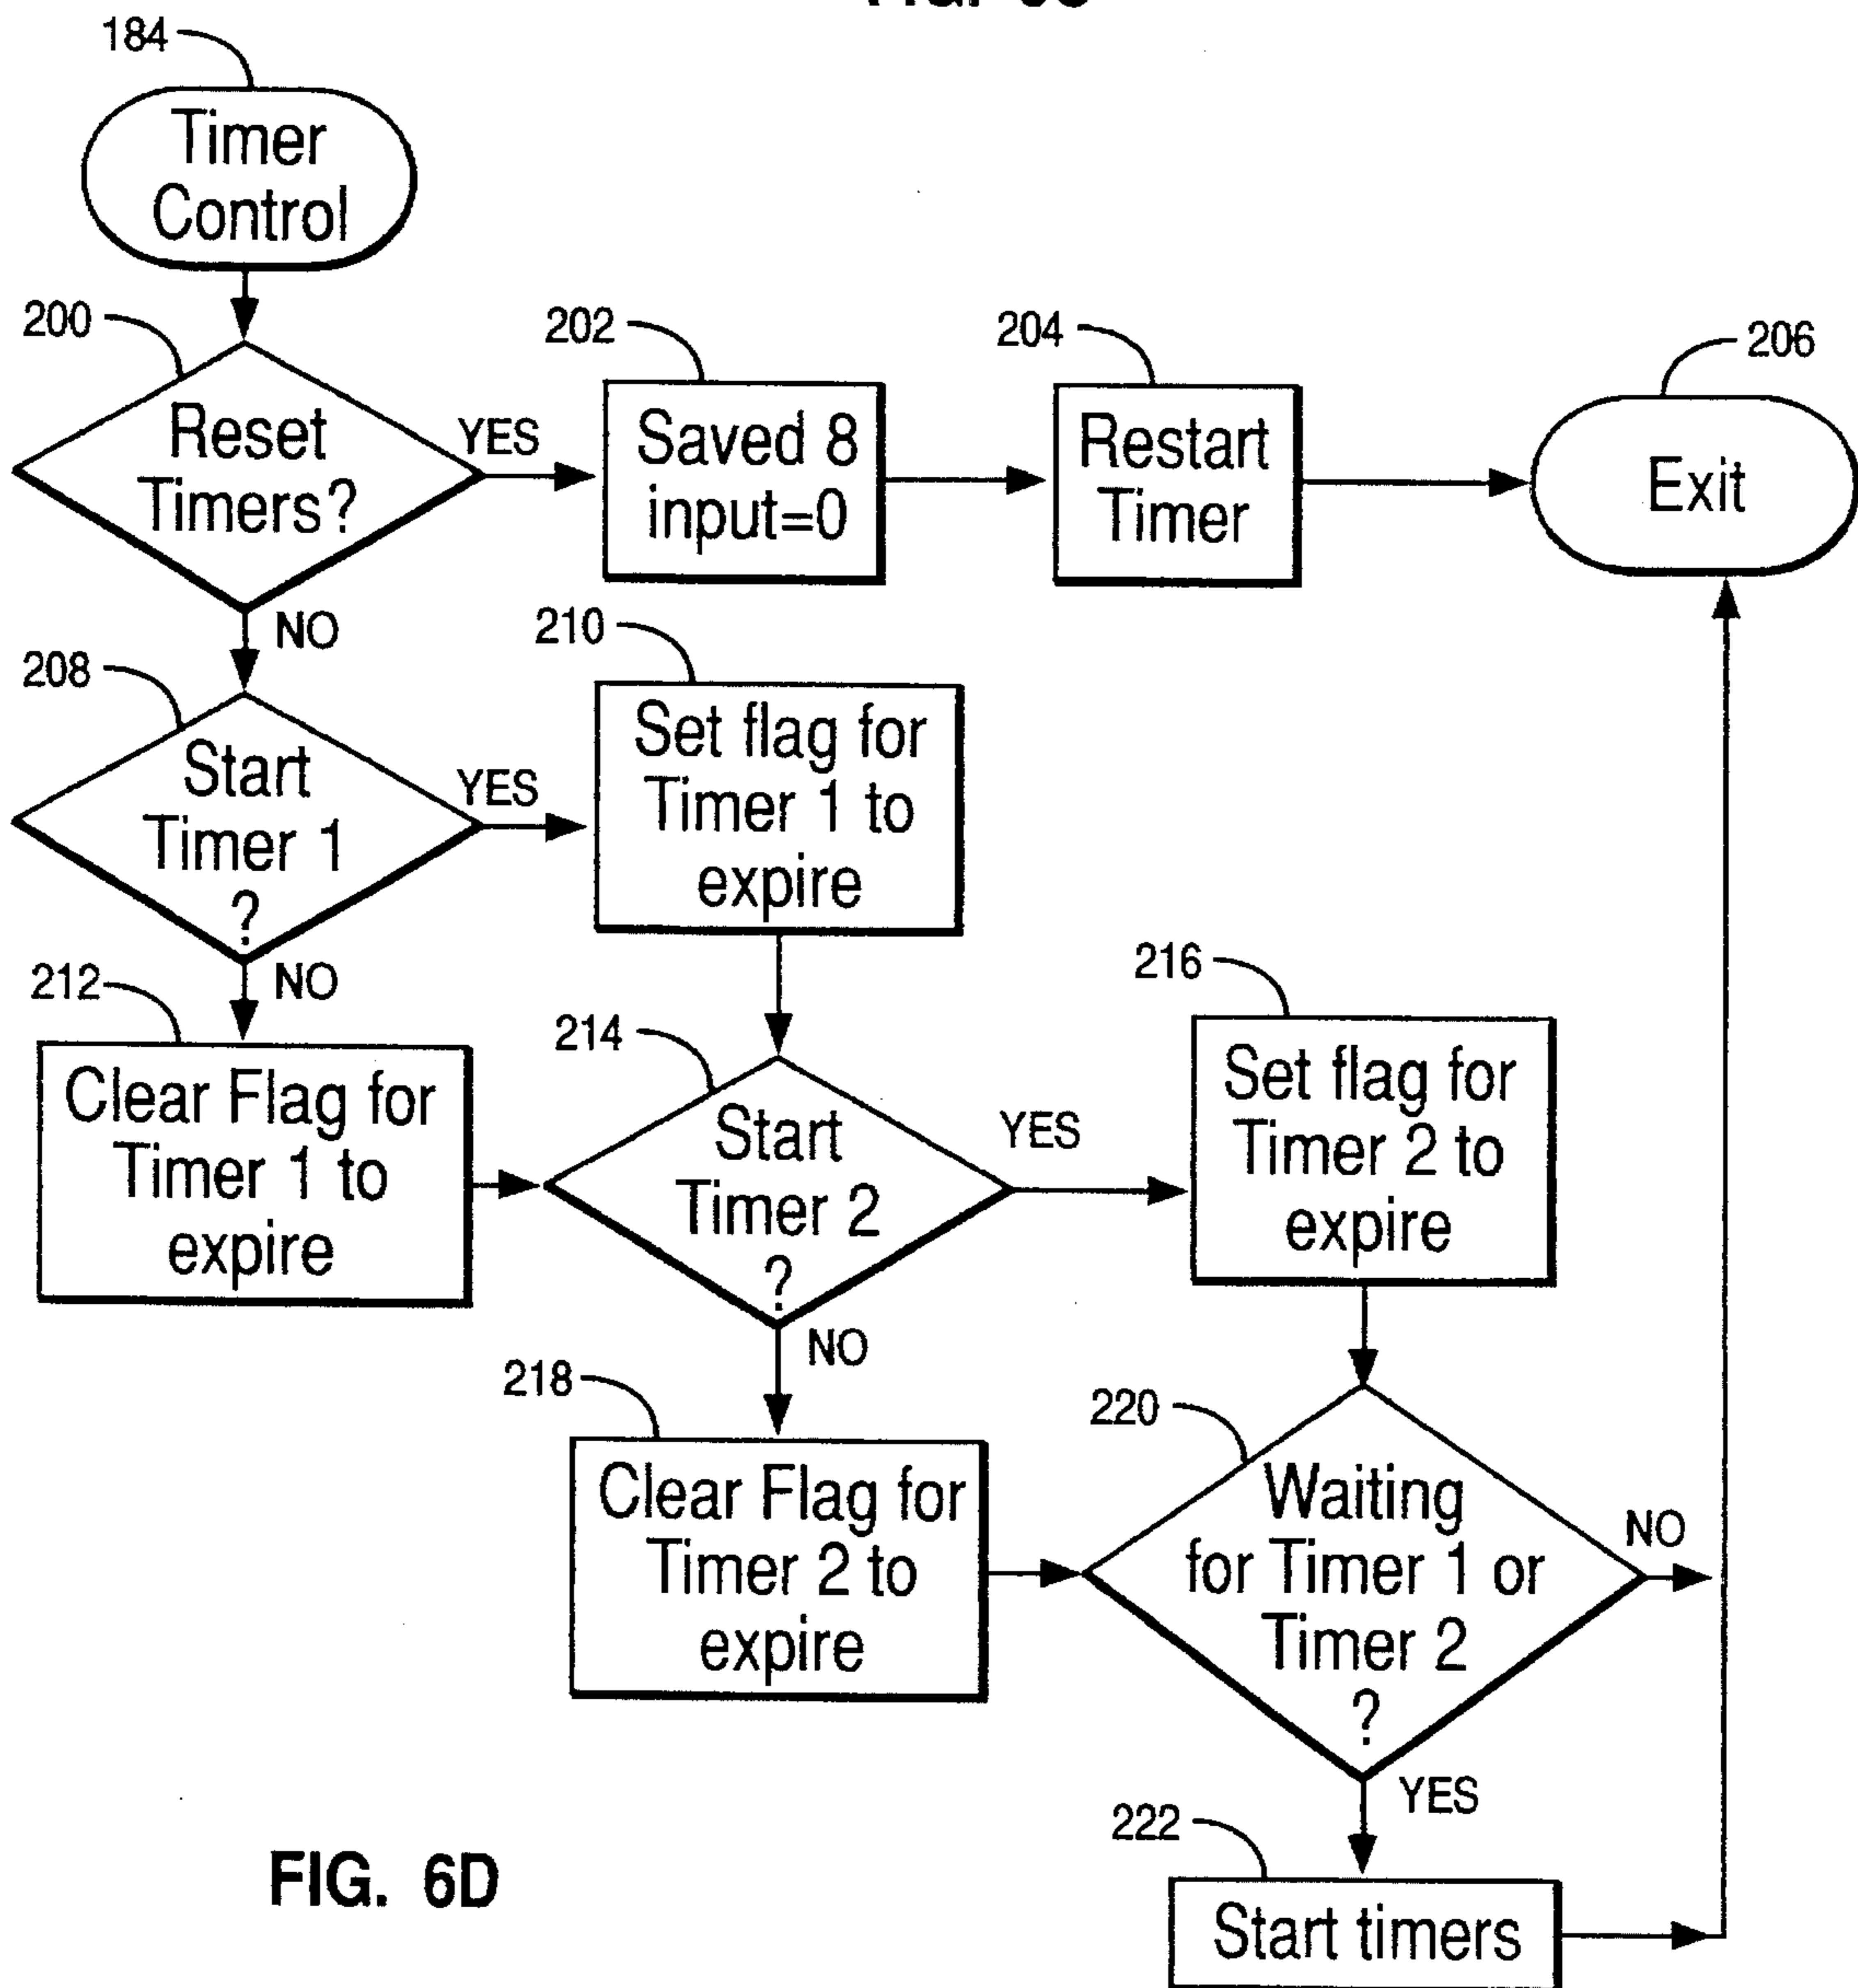 184
Timer
Control
200
Reset
Timers?
YES
202
Saved 8
input=0
204
Restart
Timer
206
Exit
NO
208
Start
Timer 1
?
YES
210
Set flag for
Timer 1 to
expire
NO
212
Clear Flag for
Timer 1 to
expire
214
Start
Timer 2
?
YES
216
Set flag for
Timer 2 to
expire
NO
218
Clear Flag for
Timer 2 to
expire
220
Waiting
for Timer 1 or
Timer 2
?
NO
YES
222
Start timers
FIG. 6D